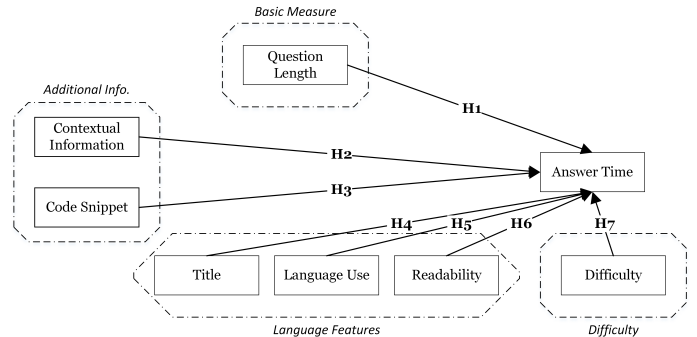 Basic Measure
Question
Length
Additional Info.
Contextual
Information
Code Snippet
H1
H2
H3
Answer Time
H4
H5
H6
H7
Title
Language Use
Readability
Difficulty
Language Features
Difficulty